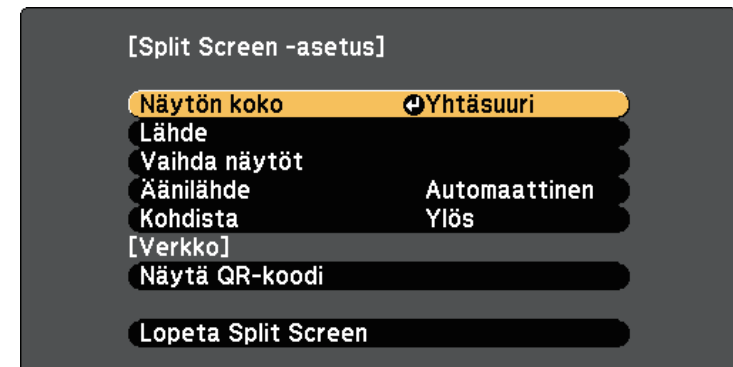 [Split Screen -asetus]
Näytön koko Yhtäsuuri
Lähde
Vaihda näytöt
Äänilähde Automaattinen
Kohdista Ylös
[Verkko]
Näytä QR-koodi
Lopeta Split Screen